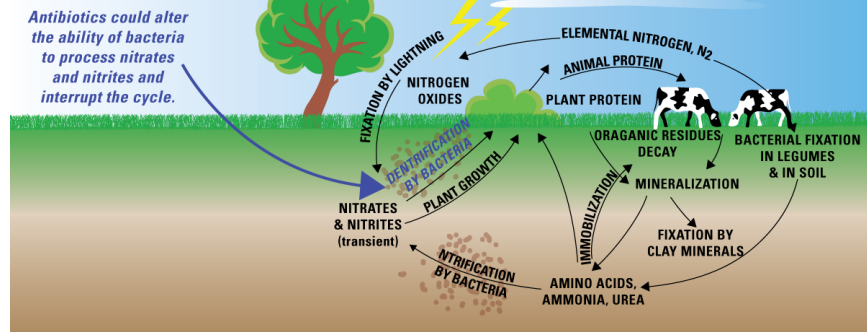 Antibiotics could alter
the ability of bacteria
to process nitrates
and nitrites and
interrupt the cycle.
FIXATION BY LIGHTNING
ELEMENTAL NITROGEN, N2
ANIMAL PROTEIN
NITROGEN
OXIDES
PLANT PROTEIN
DENTRIFICATION
BY BACTERIA
PLANT GROWTH
ORAGANIC RESIDUES
DECAY
BACTERIAL FIXATION
IN LEGUMES
& IN SOIL
IMMOBILIZATION
MINERALIZATION
NITRATES
& NITRITES
(transient)
FIXATION BY
CLAY MINERALS
NTRIFICATION
BY BACTERIA
AMINO ACIDS,
AMMONIA, UREA